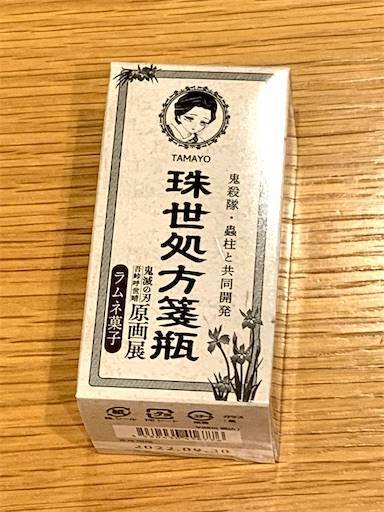 TAMAYO
鬼殺隊・蟲柱と共同開発
珠世処方箋瓶
鬼滅の刃
吾峠呼世晴
原画展
ラムネ菓子
2022.09.30